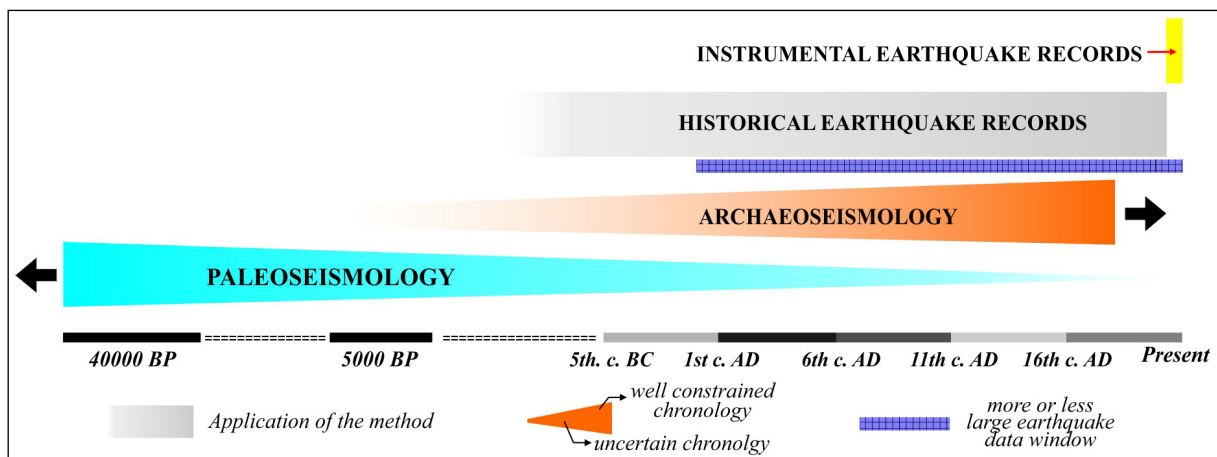 INSTRUMENTAL EARTHQUAKE RECORDS
HISTORICAL EARTHQUAKE RECORDS
ARCHAEOSEISMOLOGY
PALEOSEISMOLOGY
40000 BP
5000 BP
5th. c. BC
1st c. AD
6th c. AD
11th c. AD
16th c. AD
Present
Application of the method
well constrained
chronology
uncertain chronolgy
more or less
large earthquake
data window